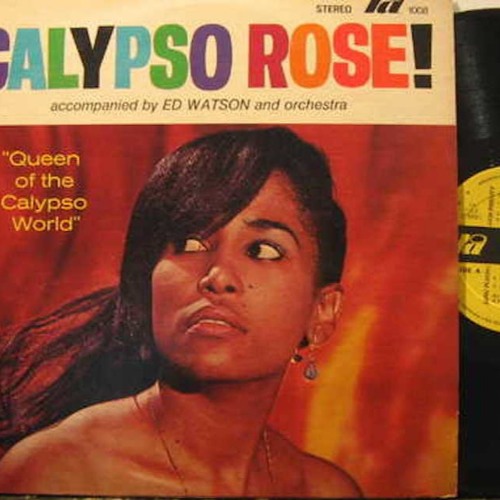 STEREO 1008
CALYPSO ROSE!
accompanied by ED WATSON and orchestra
"Queen
of the
Calypso
World"